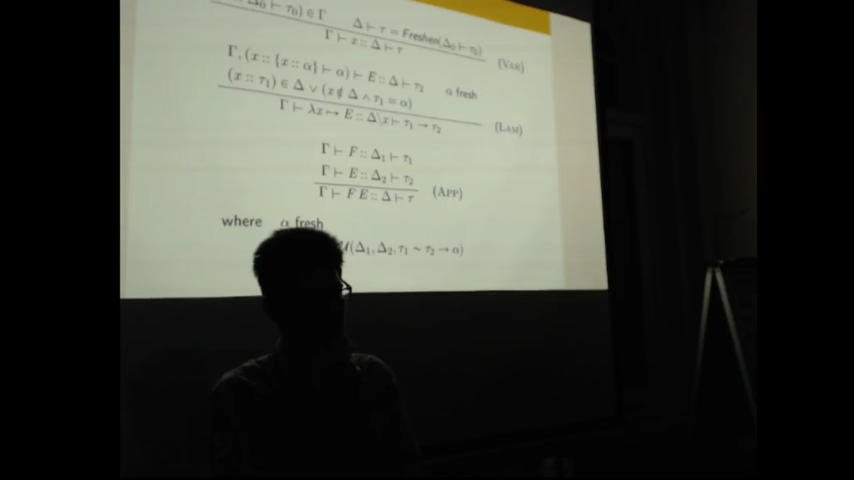 Δ₀ ⊢ τ₀) ∈ Γ Δ ⊢ τ = Freshen(Δ₀ ⊢ τ₀)
Γ ⊢ x :: Δ ⊢ τ (VAR)
Γ, (x :: {x :: α} ⊢ α) ⊢ E :: Δ ⊢ τ₂ α fresh
(x :: τ₁) ∈ Δ ∨ (x ∉ Δ ∧ τ₁ = α)
Γ ⊢ λx ↦ E :: Δ\x ⊢ τ₁ → τ₂ (LAM)
Γ ⊢ F :: Δ₁ ⊢ τ₁
Γ ⊢ E :: Δ₂ ⊢ τ₂
Γ ⊢ F E :: Δ ⊢ τ (APP)
where α fresh
U(Δ₁, Δ₂, τ₁ ∼ τ₂ → α)